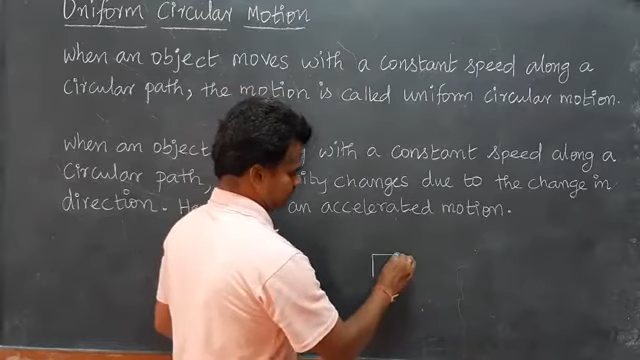 Uniform Circular Motion
When an object moves with a constant speed along a
circular path, the motion is called uniform circular motion.
When an object with a constant speed along a
circular path, changes due to the change in
direction. an accelerated motion.